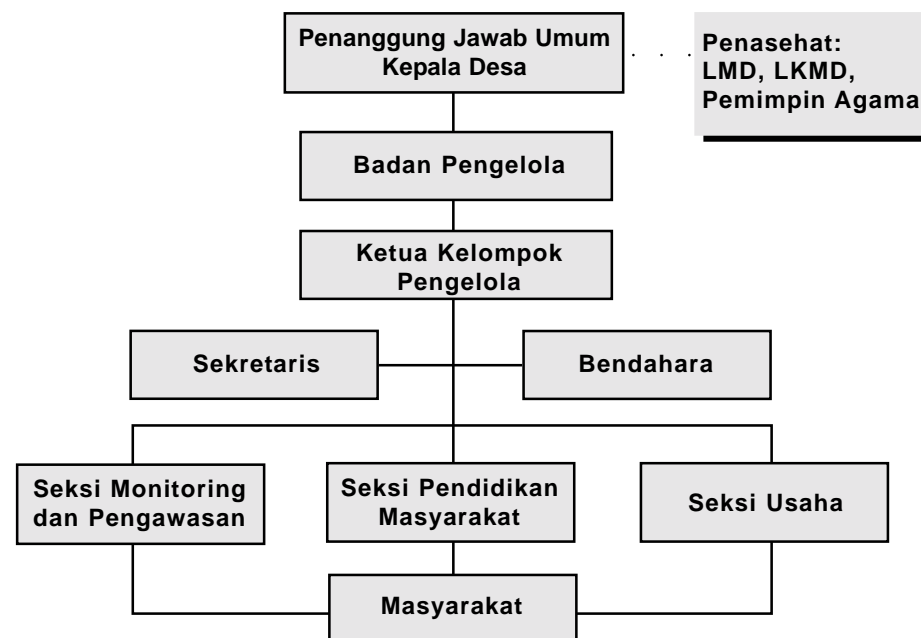 Penanggung Jawab Umum
Kepala Desa
Penasehat:
LMD, LKMD,
Pemimpin Agama
Badan Pengelola
Ketua Kelompok
Pengelola
Sekretaris
Bendahara
Seksi Monitoring
dan Pengawasan
Seksi Pendidikan
Masyarakat
Seksi Usaha
Masyarakat